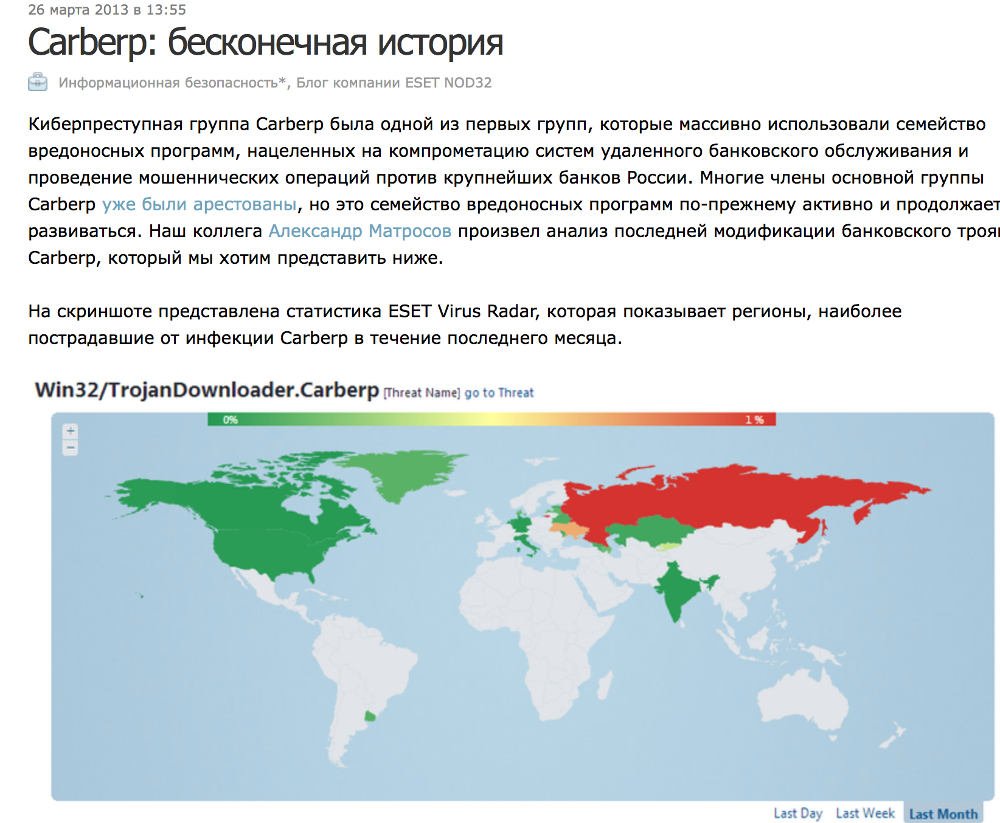 26 марта 2013 в 13:55
Carberp: бесконечная история
Информационная безопасность*, Блог компании ESET NOD32
Киберпреступная группа Carberp была одной из первых групп, которые массивно использовали семейство
вредоносных программ, нацеленных на компрометацию систем удаленного банковского обслуживания и
проведение мошеннических операций против крупнейших банков России. Многие члены основной группы
Carberp уже были арестованы, но это семейство вредоносных программ по-прежнему активно и продолжает
развиваться. Наш коллега Александр Матросов произвел анализ последней модификации банковского
Carberp, который мы хотим представить ниже.
На скриншоте представлена статистика ESET Virus Radar, которая показывает регионы, наиболее
пострадавшие от инфекции Carberp в течение последнего месяца.
Win32/TrojanDownloader.Carberp [Threat Name] go to Threat
0% 1 %
+
−
Last Day Last Week Last Month